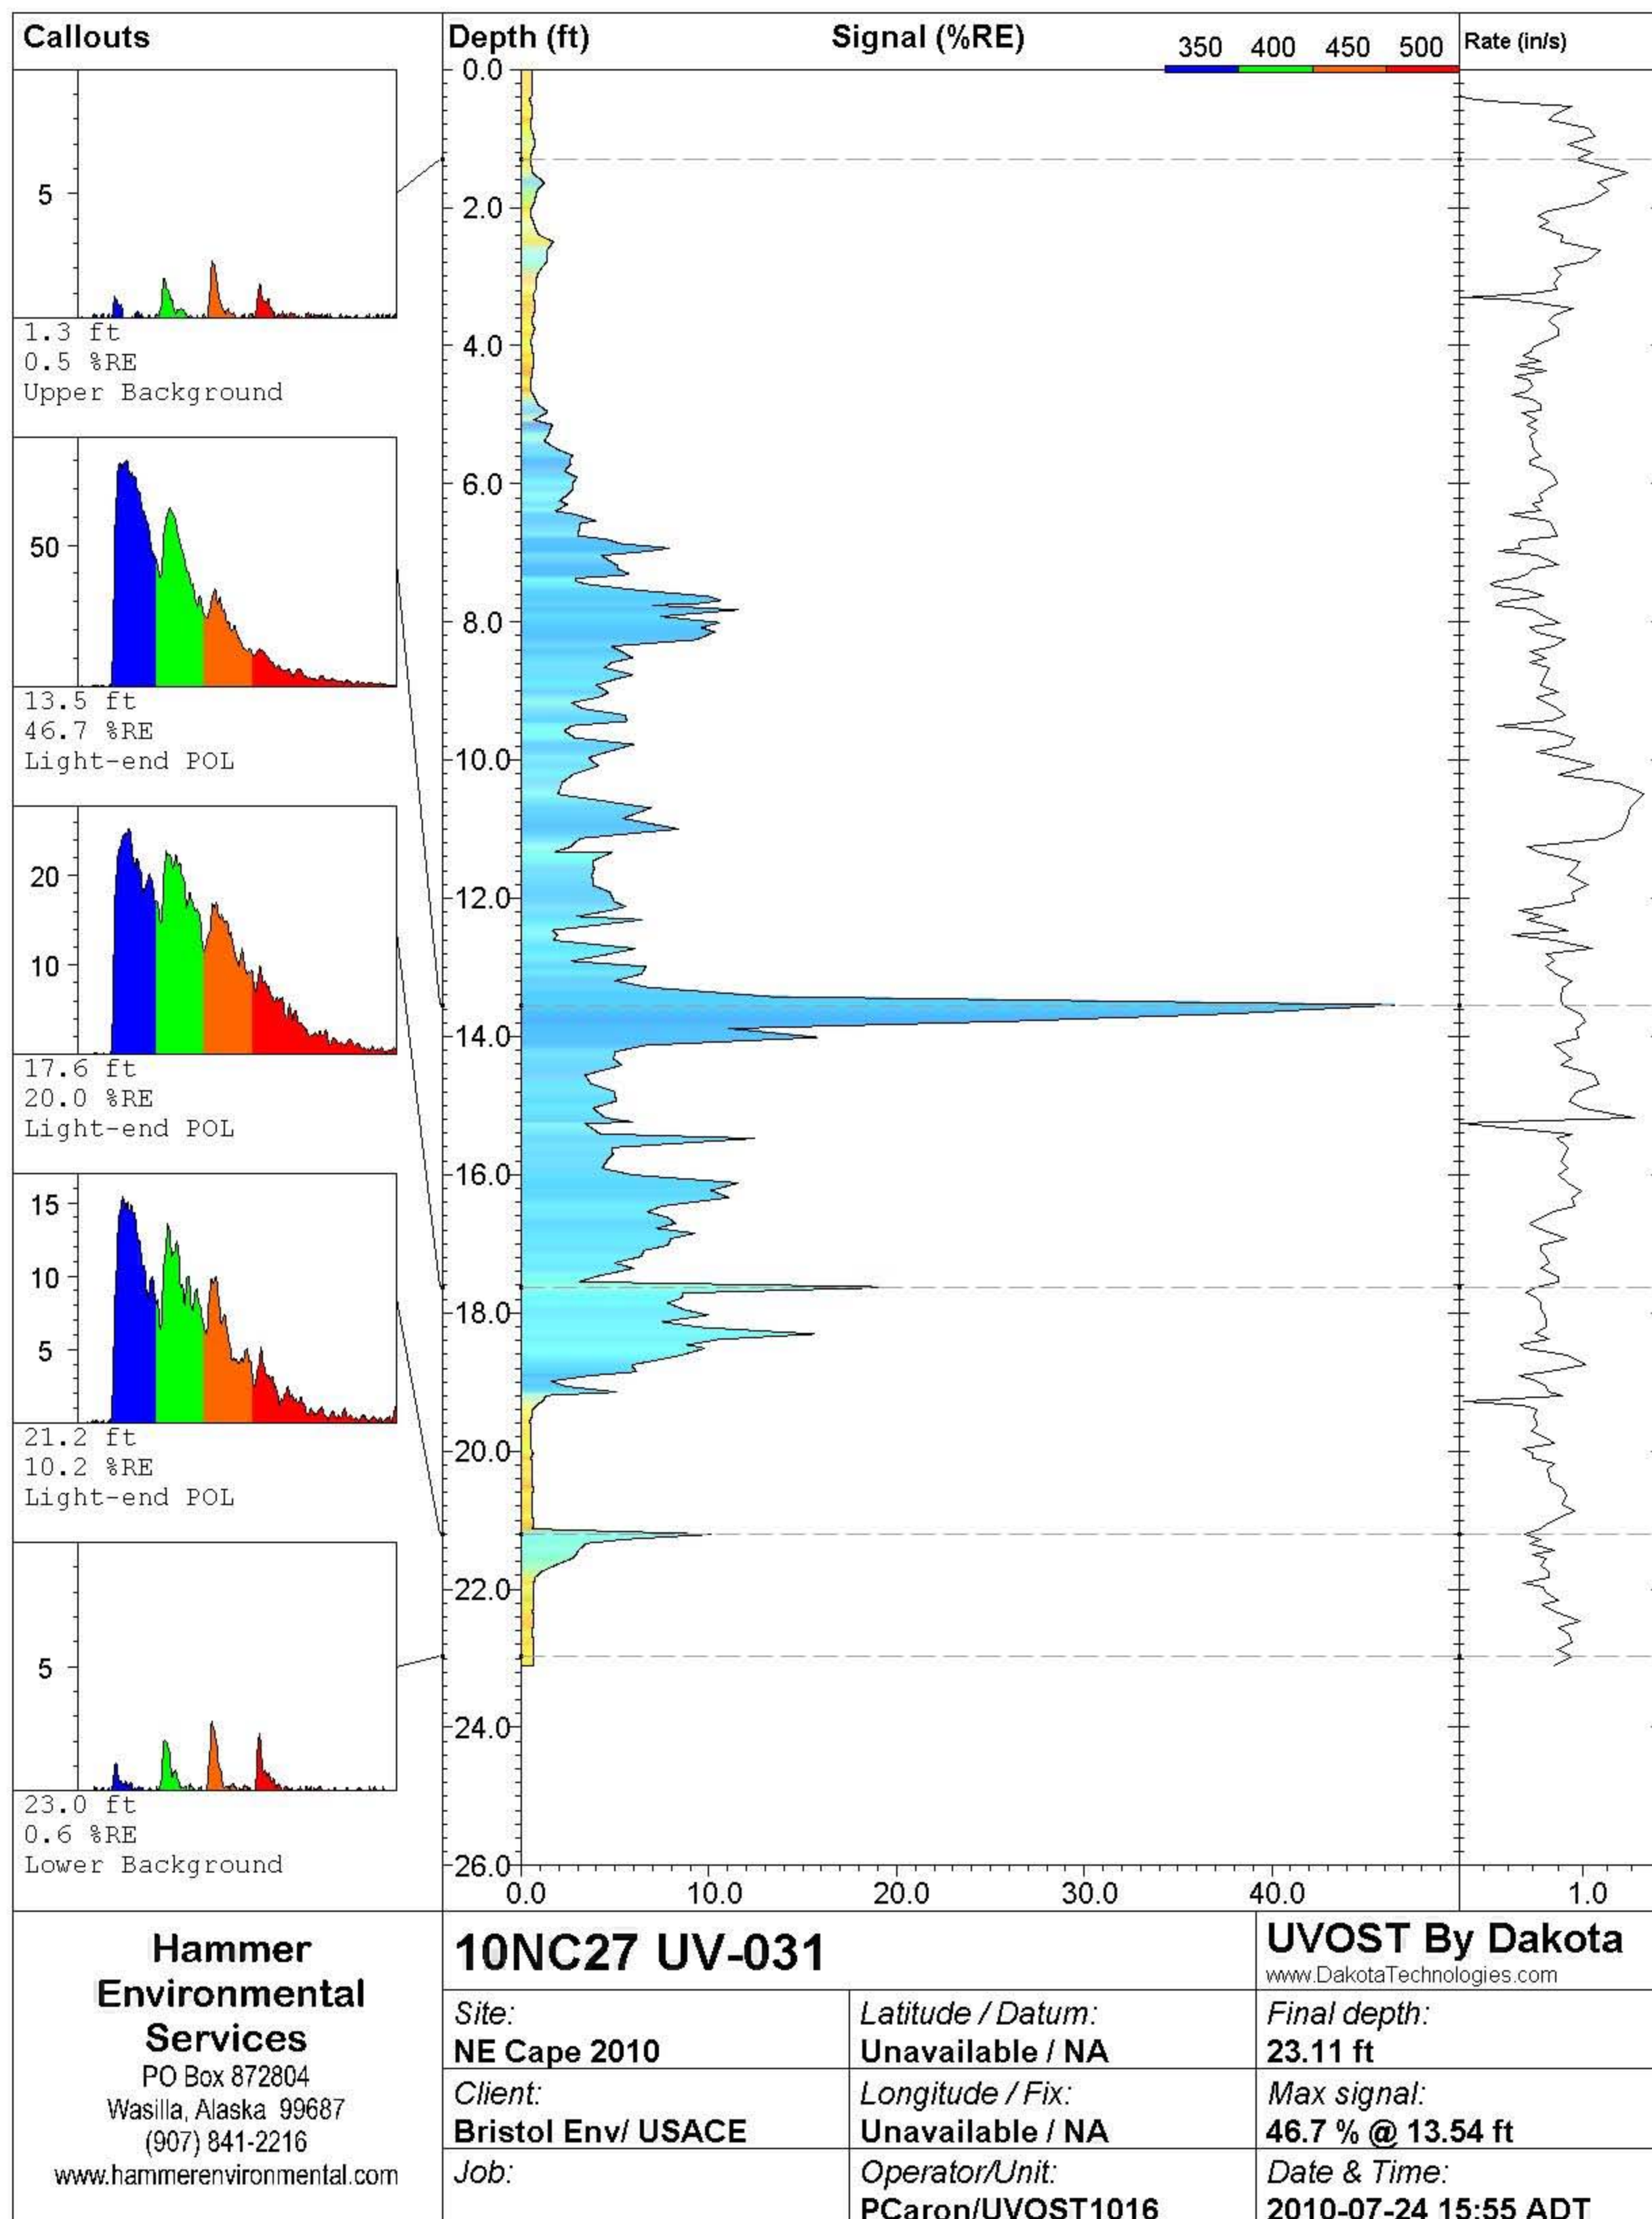 Callouts
Depth (ft)
Signal (%RE)
350 400 450 500
Rate (in/s)
5
1.3 ft
0.5 %RE
Upper Background
50
13.5 ft
46.7 %RE
Light-end POL
20
10
17.6 ft
20.0 %RE
Light-end POL
15
10
5
21.2 ft
10.2 %RE
Light-end POL
5
23.0 ft
0.6 %RE
Lower Background
0.0
2.0
4.0
6.0
8.0
10.0
12.0
14.0
16.0
18.0
20.0
22.0
24.0
26.0
0.0 10.0 20.0 30.0 40.0
1.0
Hammer
Environmental
Services
PO Box 872804
Wasilla, Alaska 99687
(907) 841-2216
www.hammerenvironmental.com
10NC27 UV-031
UVOST By Dakota
www.DakotaTechnologies.com
Site:
NE Cape 2010
Latitude / Datum:
Unavailable / NA
Final depth:
23.11 ft
Client:
Bristol Env/ USACE
Longitude / Fix:
Unavailable / NA
Max signal:
46.7 % @ 13.54 ft
Job:
Operator/Unit:
PCaron/UVOST1016
Date & Time:
2010-07-24 15:55 ADT